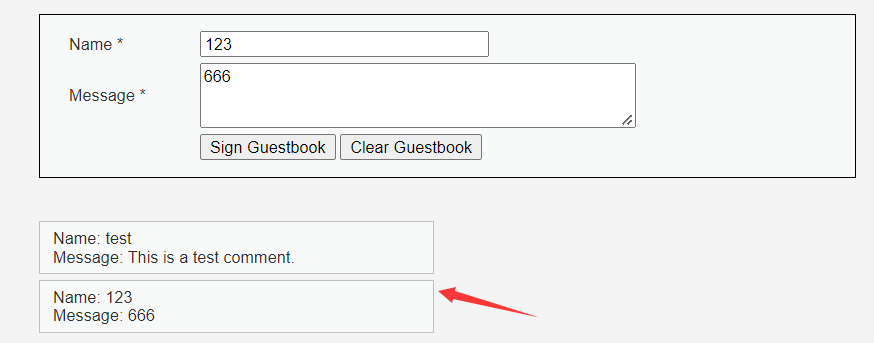 Name * 123
Message * 666
Sign Guestbook Clear Guestbook
Name: test
Message: This is a test comment.
Name: 123
Message: 666